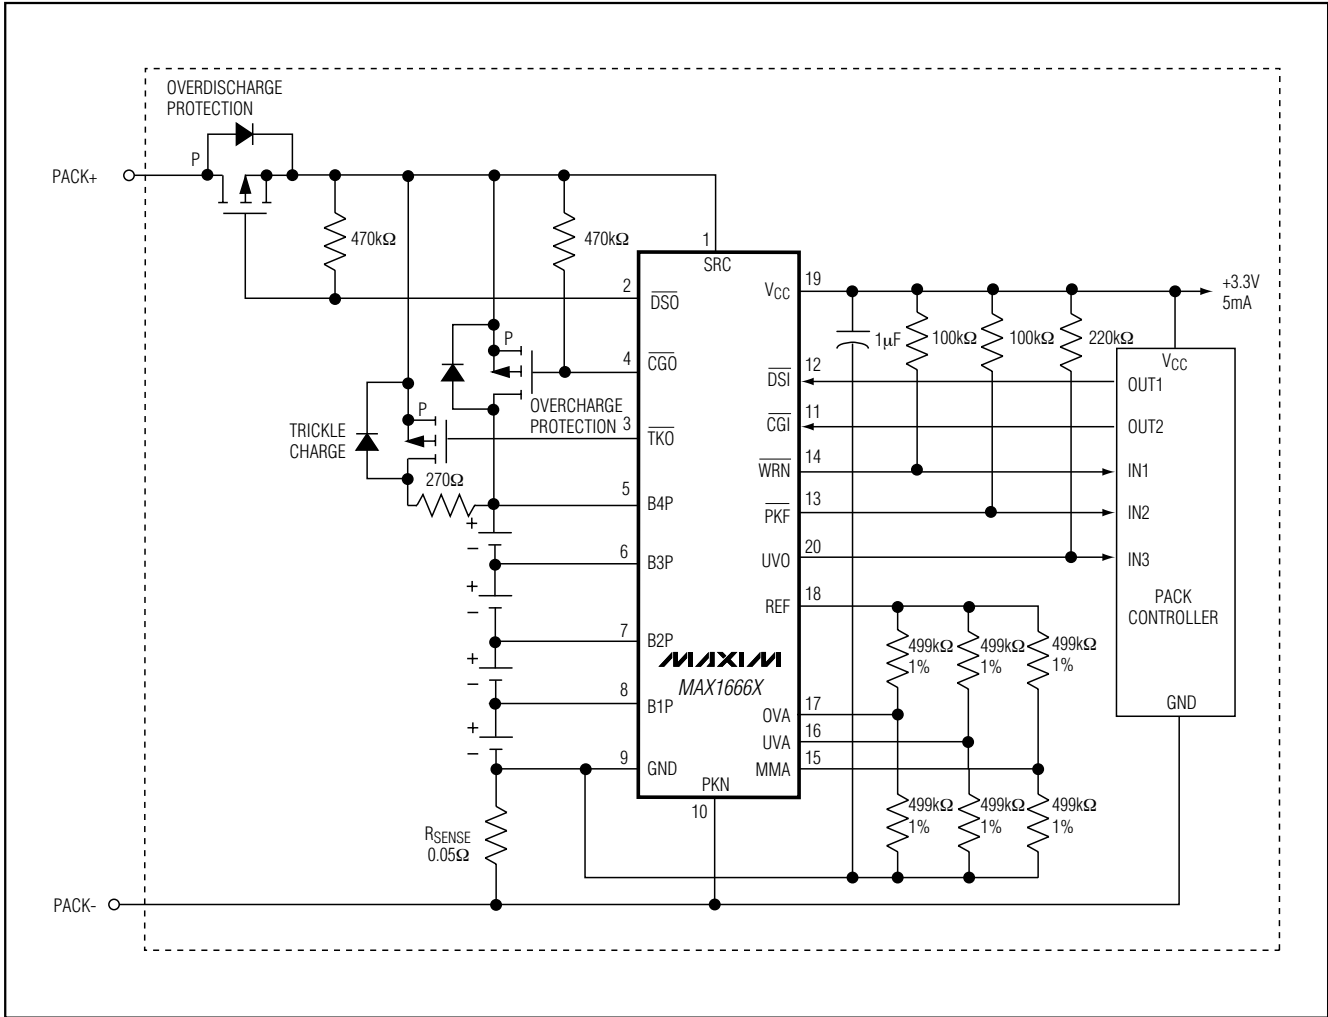 OVERDISCHARGE
PROTECTION
P
PACK+
470kΩ
470kΩ
1
SRC
2
DSO
VCC
19
+3.3V
5mA
1µF
100kΩ
100kΩ
220kΩ
P
4
CGO
DSI
12
VCC
OUT1
OVERCHARGE
PROTECTION
CGI
11
OUT2
P
TRICKLE
CHARGE
3
TKO
WRN
14
IN1
270Ω
5
B4P
PKF
13
IN2
+
−
6
B3P
UVO
20
IN3
REF
18
PACK
CONTROLLER
+
−
7
B2P
499kΩ
1%
499kΩ
1%
499kΩ
1%
MAXIM
MAX1666X
+
−
8
B1P
OVA
17
GND
UVA
16
+
−
9
GND
MMA
15
PKN
10
RSENSE
0.05Ω
499kΩ
1%
499kΩ
1%
499kΩ
1%
PACK-